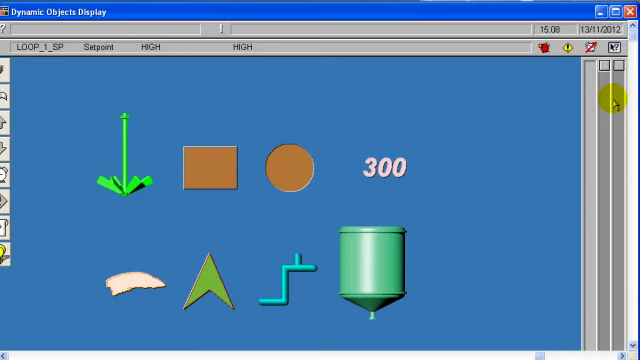 Dynamic Objects Display
?
!
15.08
13/11/2012
LOOP_1_SP Setpoint HIGH HIGH
300